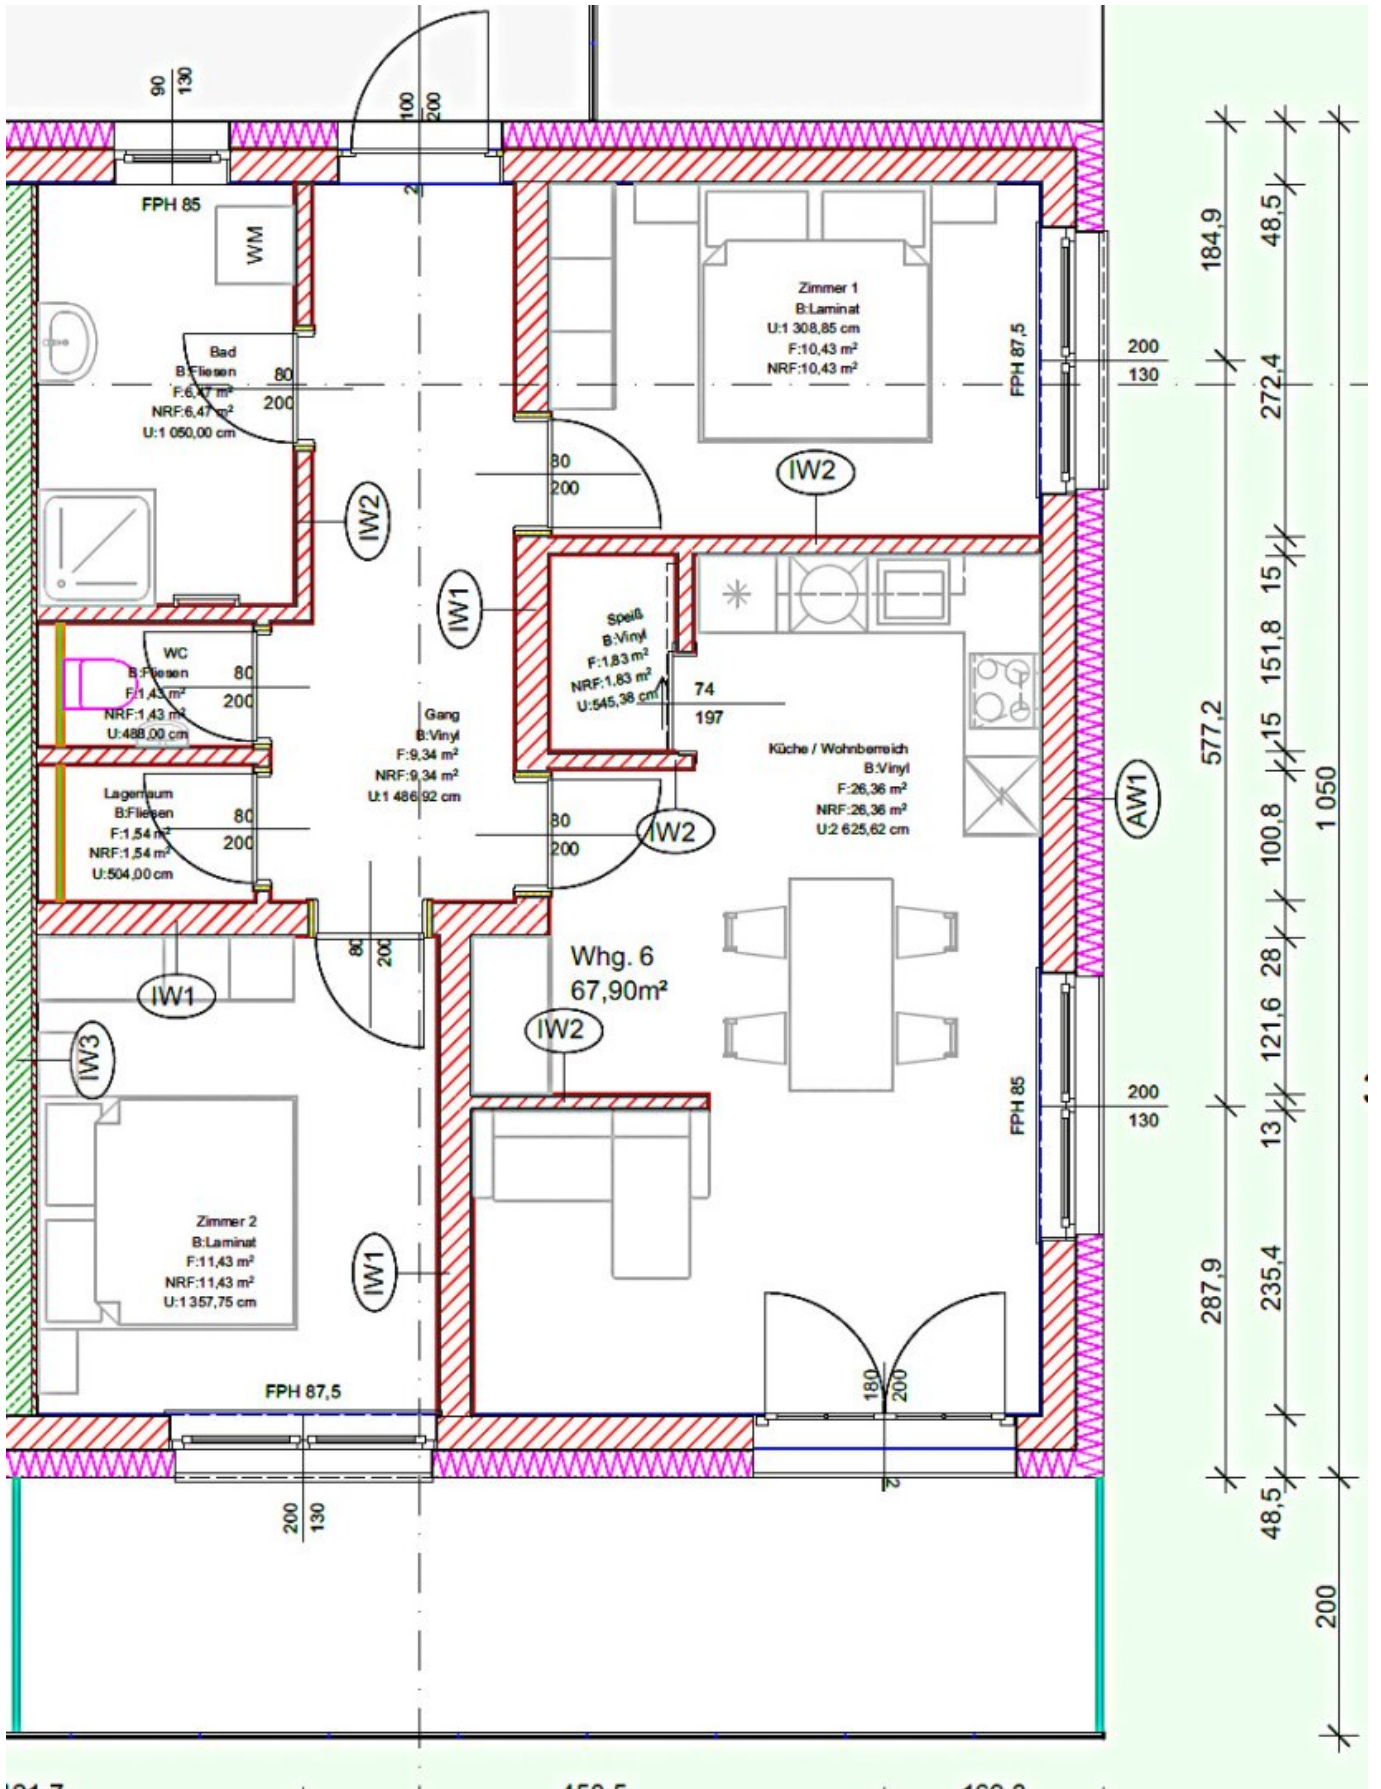 90
130
100
200
2
FPH 85
WM
Bad
B:Fliesen
F:6,47 m²
NRF:6,47 m²
U:1 050,00 cm
80
200
Zimmer 1
B:Laminat
U:1 308,85 cm
F:10,43 m²
NRF:10,43 m²
FPH 87,5
200
130
184,9
48,5
272,4
80
200
IW2
IW2
IW1
Speiß
B:Vinyl
F:1,83 m²
NRF:1,83 m²
U:545,38 cm
74
197
15
151,8
15
577,2
WC
B:Fliesen
F:1,43 m²
NRF:1,43 m²
U:488,00 cm
80
200
Gang
B:Vinyl
F:9,34 m²
NRF:9,34 m²
U:1 486,92 cm
Küche / Wohnberreich
B:Vinyl
F:26,36 m²
NRF:26,36 m²
U:2 625,62 cm
AW1
1 050
100,8
Lagerraum
B:Fliesen
F:1,54 m²
NRF:1,54 m²
U:504,00 cm
80
200
80
200
IW2
80
200
Whg. 6
67,90m²
IW1
IW2
IW3
28
121,6
13
FPH 85
200
130
Zimmer 2
B:Laminat
F:11,43 m²
NRF:11,43 m²
U:1 357,75 cm
IW1
287,9
235,4
FPH 87,5
180
200
2
200
130
48,5
200